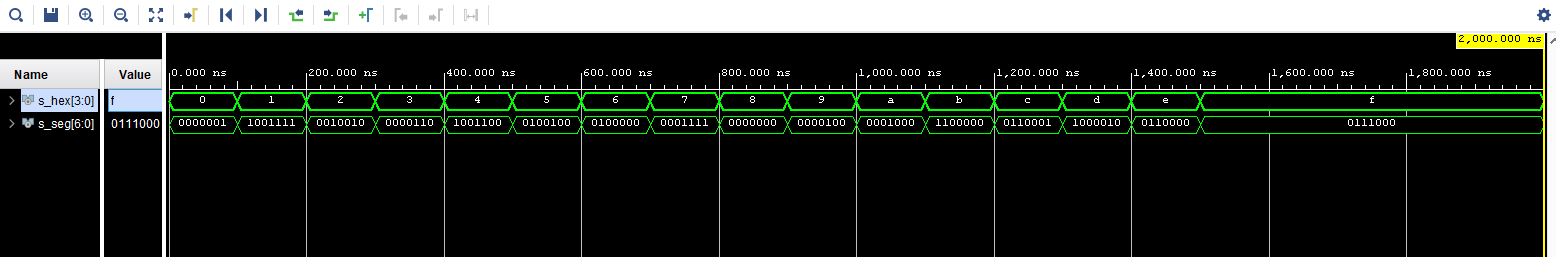 2,000.000 ns
Name Value
0.000 ns 200.000 ns 400.000 ns 600.000 ns 800.000 ns 1,000.000 ns 1,200.000 ns 1,400.000 ns 1,600.000 ns 1,800.000 ns
s_hex[3:0] f 0 1 2 3 4 5 6 7 8 9 a b c d e f
s_seg[6:0] 0111000 0000001 1001111 0010010 0000110 1001100 0100100 0100000 0001111 0000000 0000100 0001000 1100000 0110001 1000010 0110000 0111000